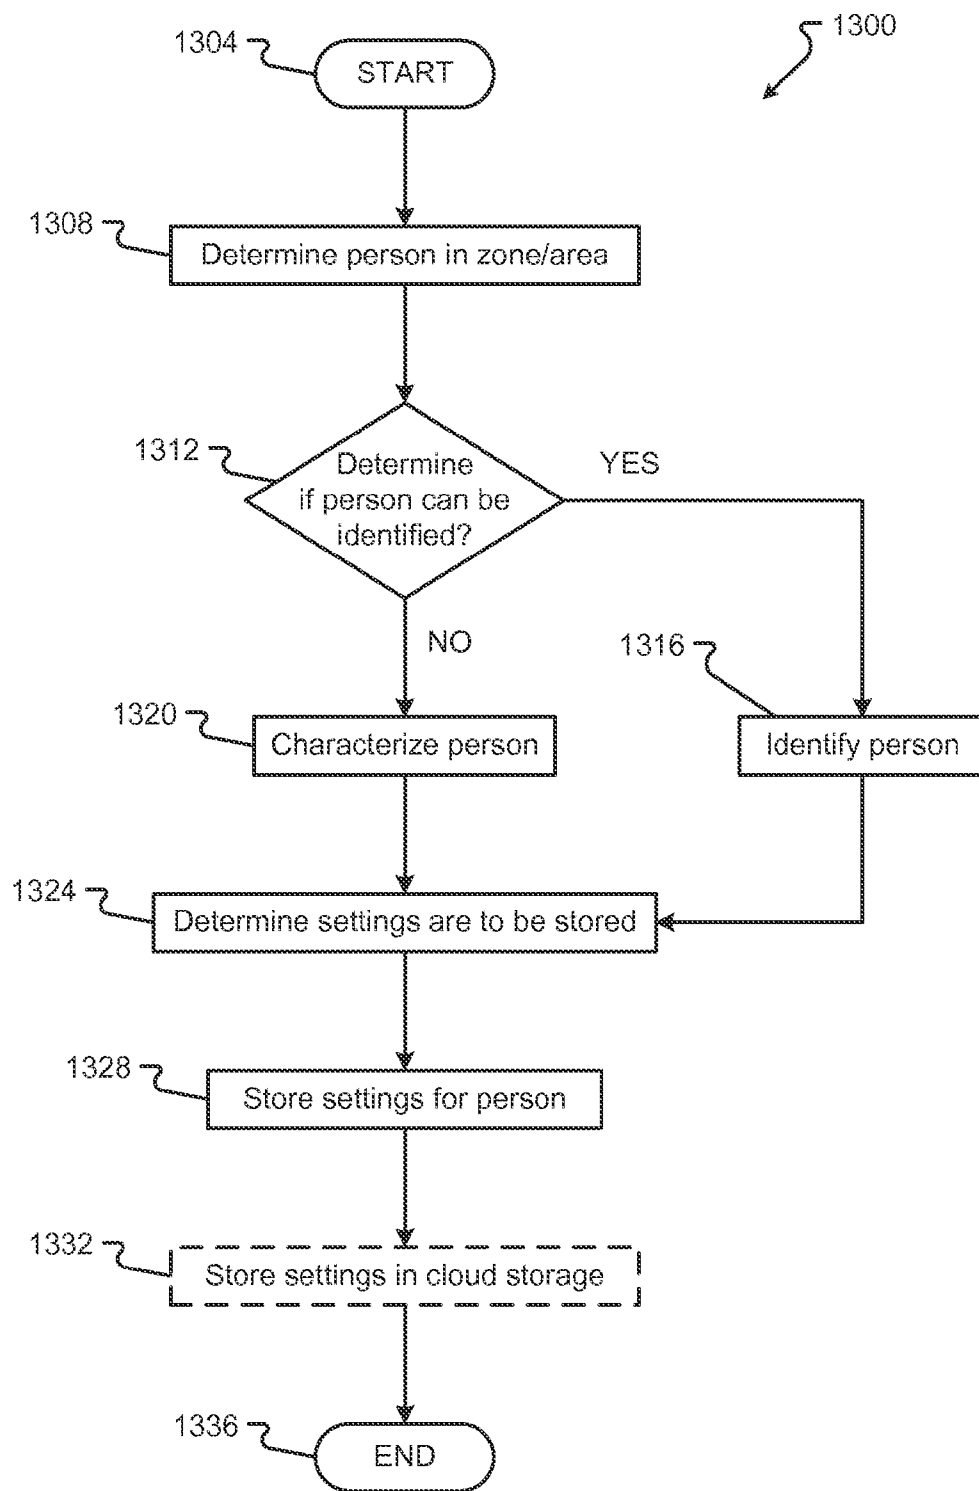 1300
1304
START
1308
Determine person in zone/area
1312
Determine
if person can be
identified?
YES
NO
1316
1320
Characterize person
Identify person
1324
Determine settings are to be stored
1328
Store settings for person
1332
Store settings in cloud storage
1336
END